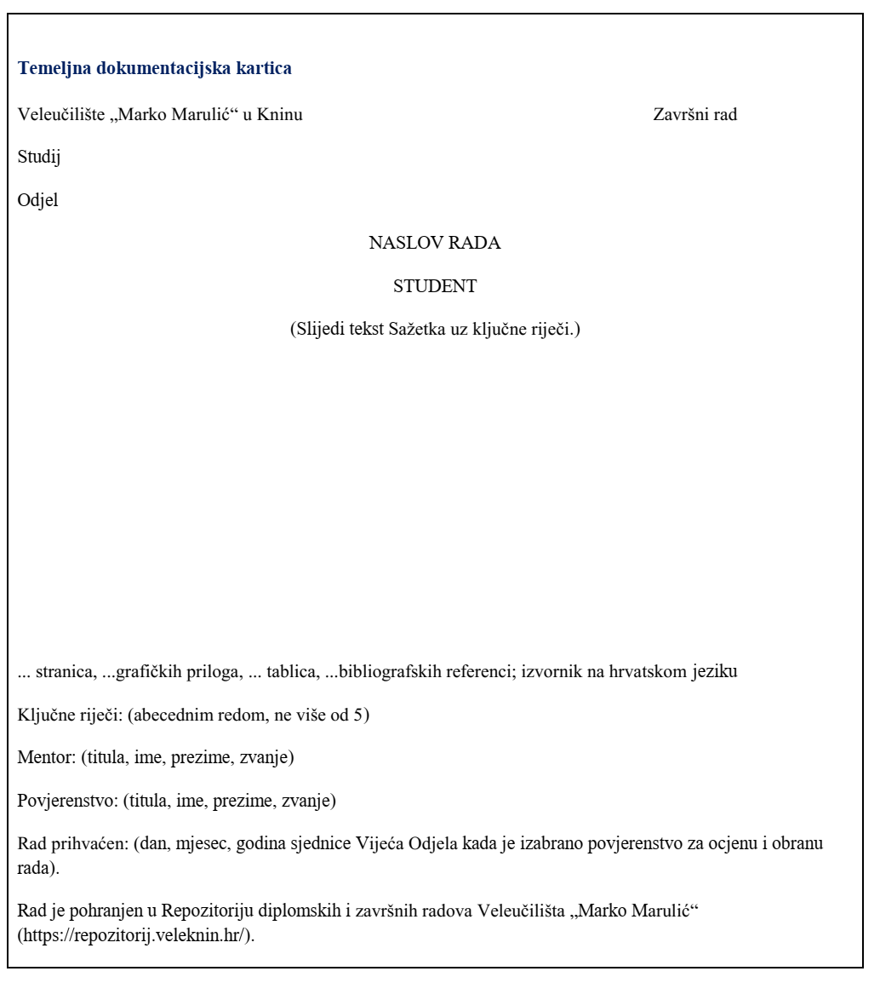 Temeljna dokumentacijska kartica
Veleučilište „Marko Marulić“ u Kninu Završni rad
Studij
Odjel
NASLOV RADA
STUDENT
(Slijedi tekst Sažetka uz ključne riječi.)
... stranica, ...grafičkih priloga, ... tablica, ...bibliografskih referenci; izvornik na hrvatskom jeziku
Ključne riječi: (abecednim redom, ne više od 5)
Mentor: (titula, ime, prezime, zvanje)
Povjerenstvo: (titula, ime, prezime, zvanje)
Rad prihvaćen: (dan, mjesec, godina sjednice Vijeća Odjela kada je izabrano povjerenstvo za ocjenu i obranu
rada).
Rad je pohranjen u Repozitoriju diplomskih i završnih radova Veleučilišta „Marko Marulić“
(https://repozitorij.veleknin.hr/).